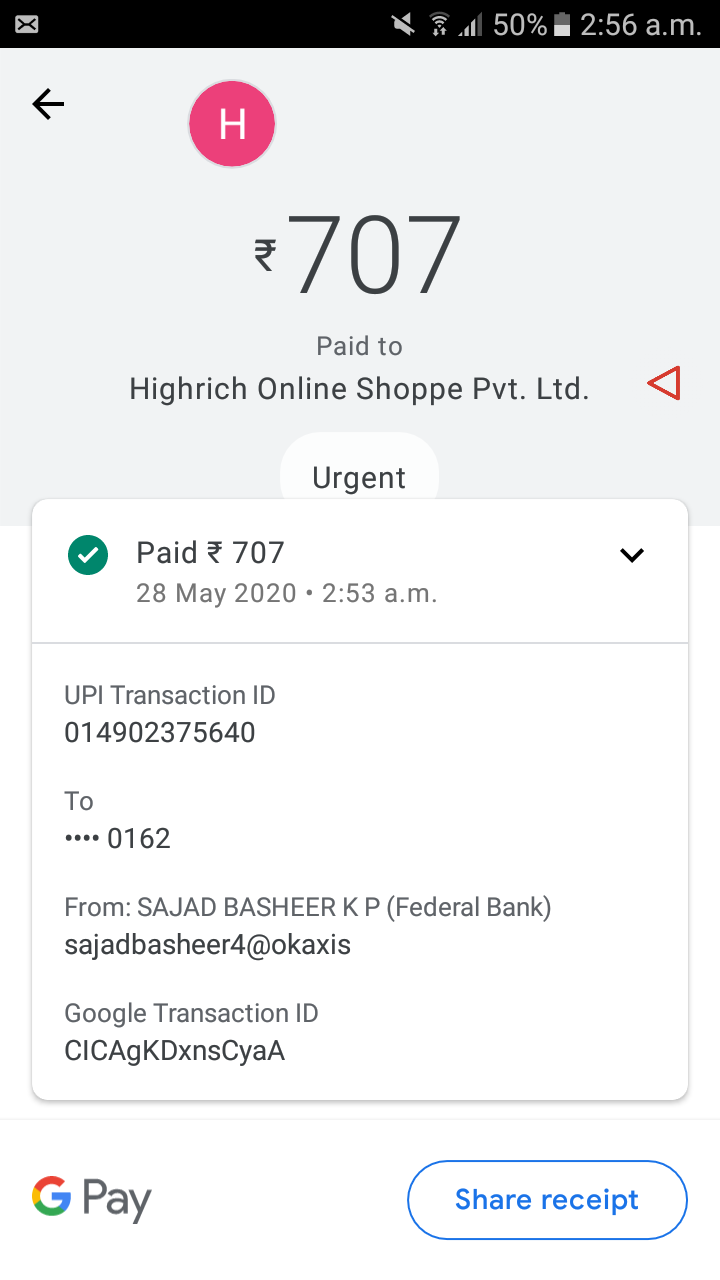 50% 2:56 a.m.
H
₹707
Paid to
Highrich Online Shoppe Pvt. Ltd.
Urgent
Paid ₹ 707
28 May 2020 • 2:53 a.m.
UPI Transaction ID
014902375640
To
•••• 0162
From: SAJAD BASHEER K P (Federal Bank)
sajadbasheer4@okaxis
Google Transaction ID
CICAgKDxnsCyaA
G Pay
Share receipt